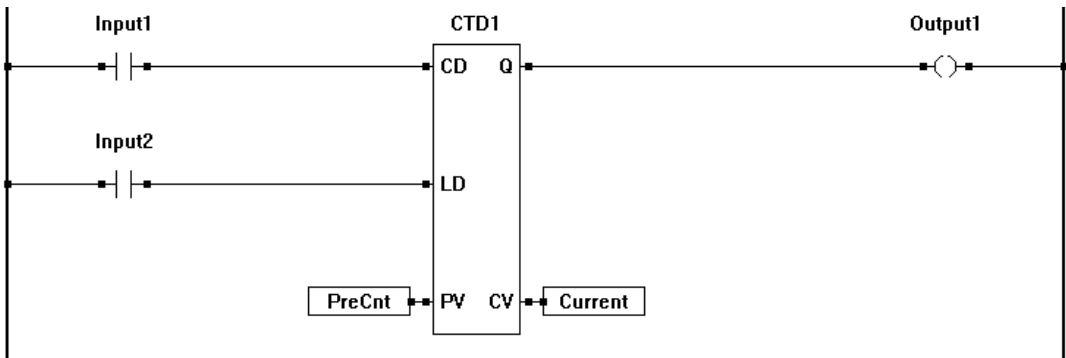 Input1 CTD1 Output1
CD Q
Input2
LD
PreCnt PV CV Current